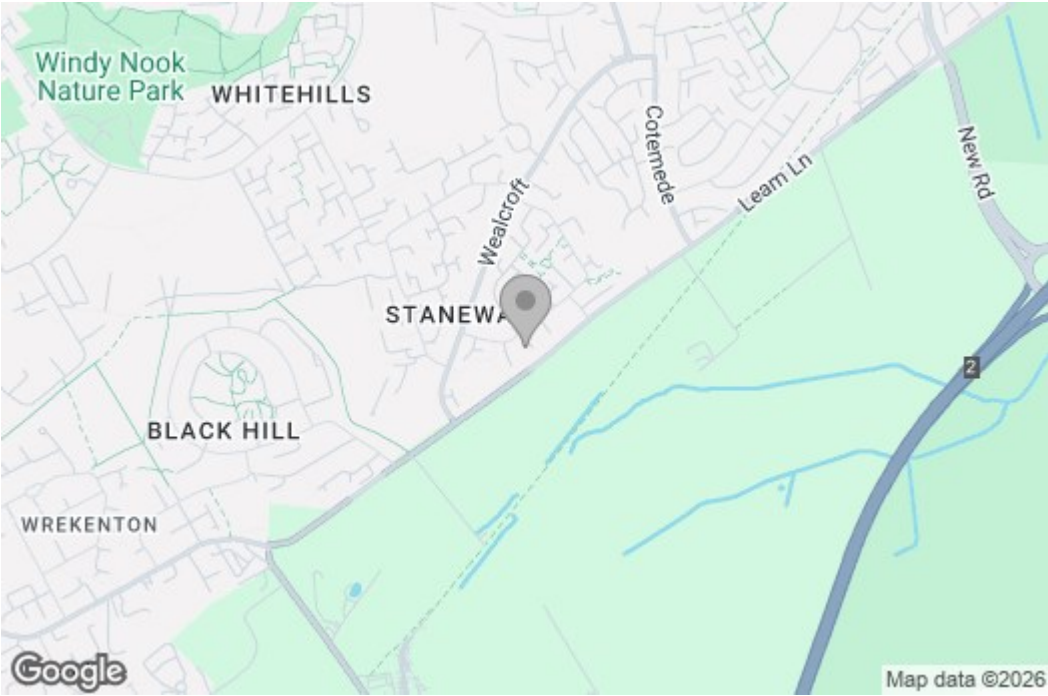 Windy Nook
Nature Park
WHITEHILLS
Cotemede
Leam Ln
New Rd
Wealcroft
STANEWA
2
BLACK HILL
WREKENTON
Google
Map data ©2026